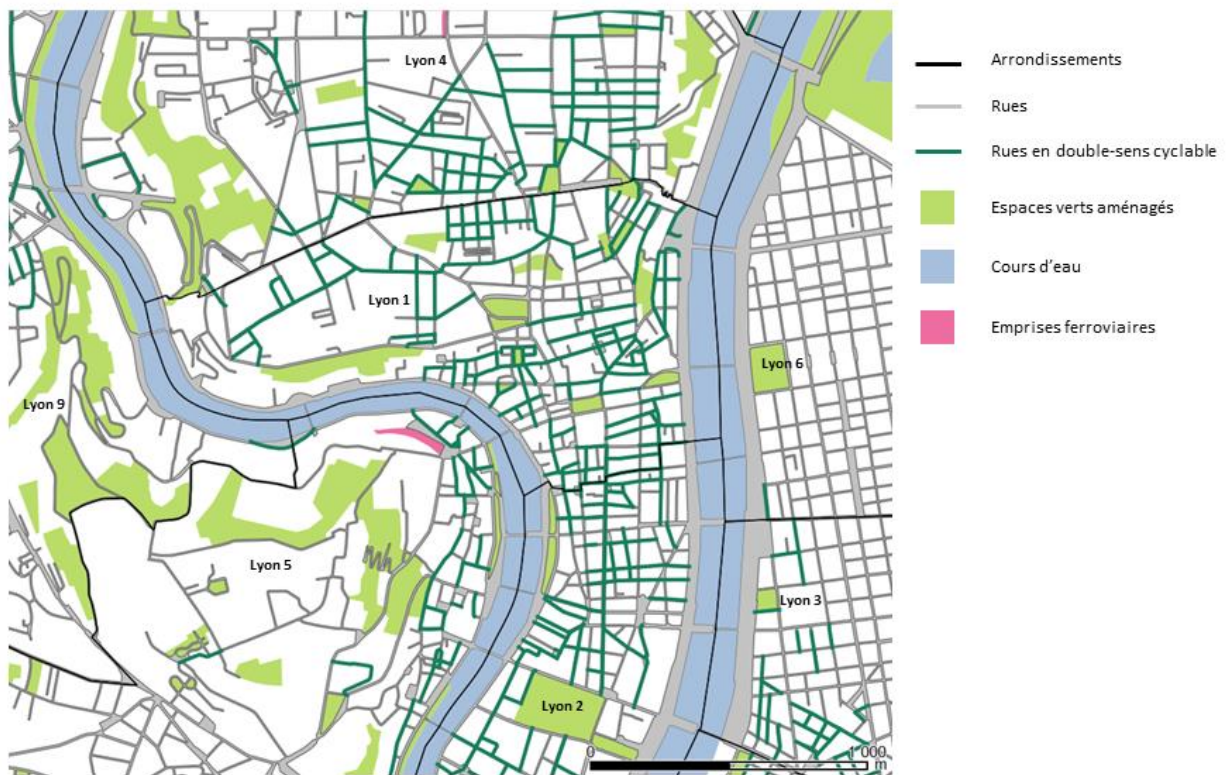 Lyon 4
Lyon 1
Lyon 6
Lyon 9
Lyon 5
Lyon 3
Lyon 2
0
1 000
m
Arrondissements
Rues
Rues en double-sens cyclable
Espaces verts aménagés
Cours d'eau
Emprises ferroviaires